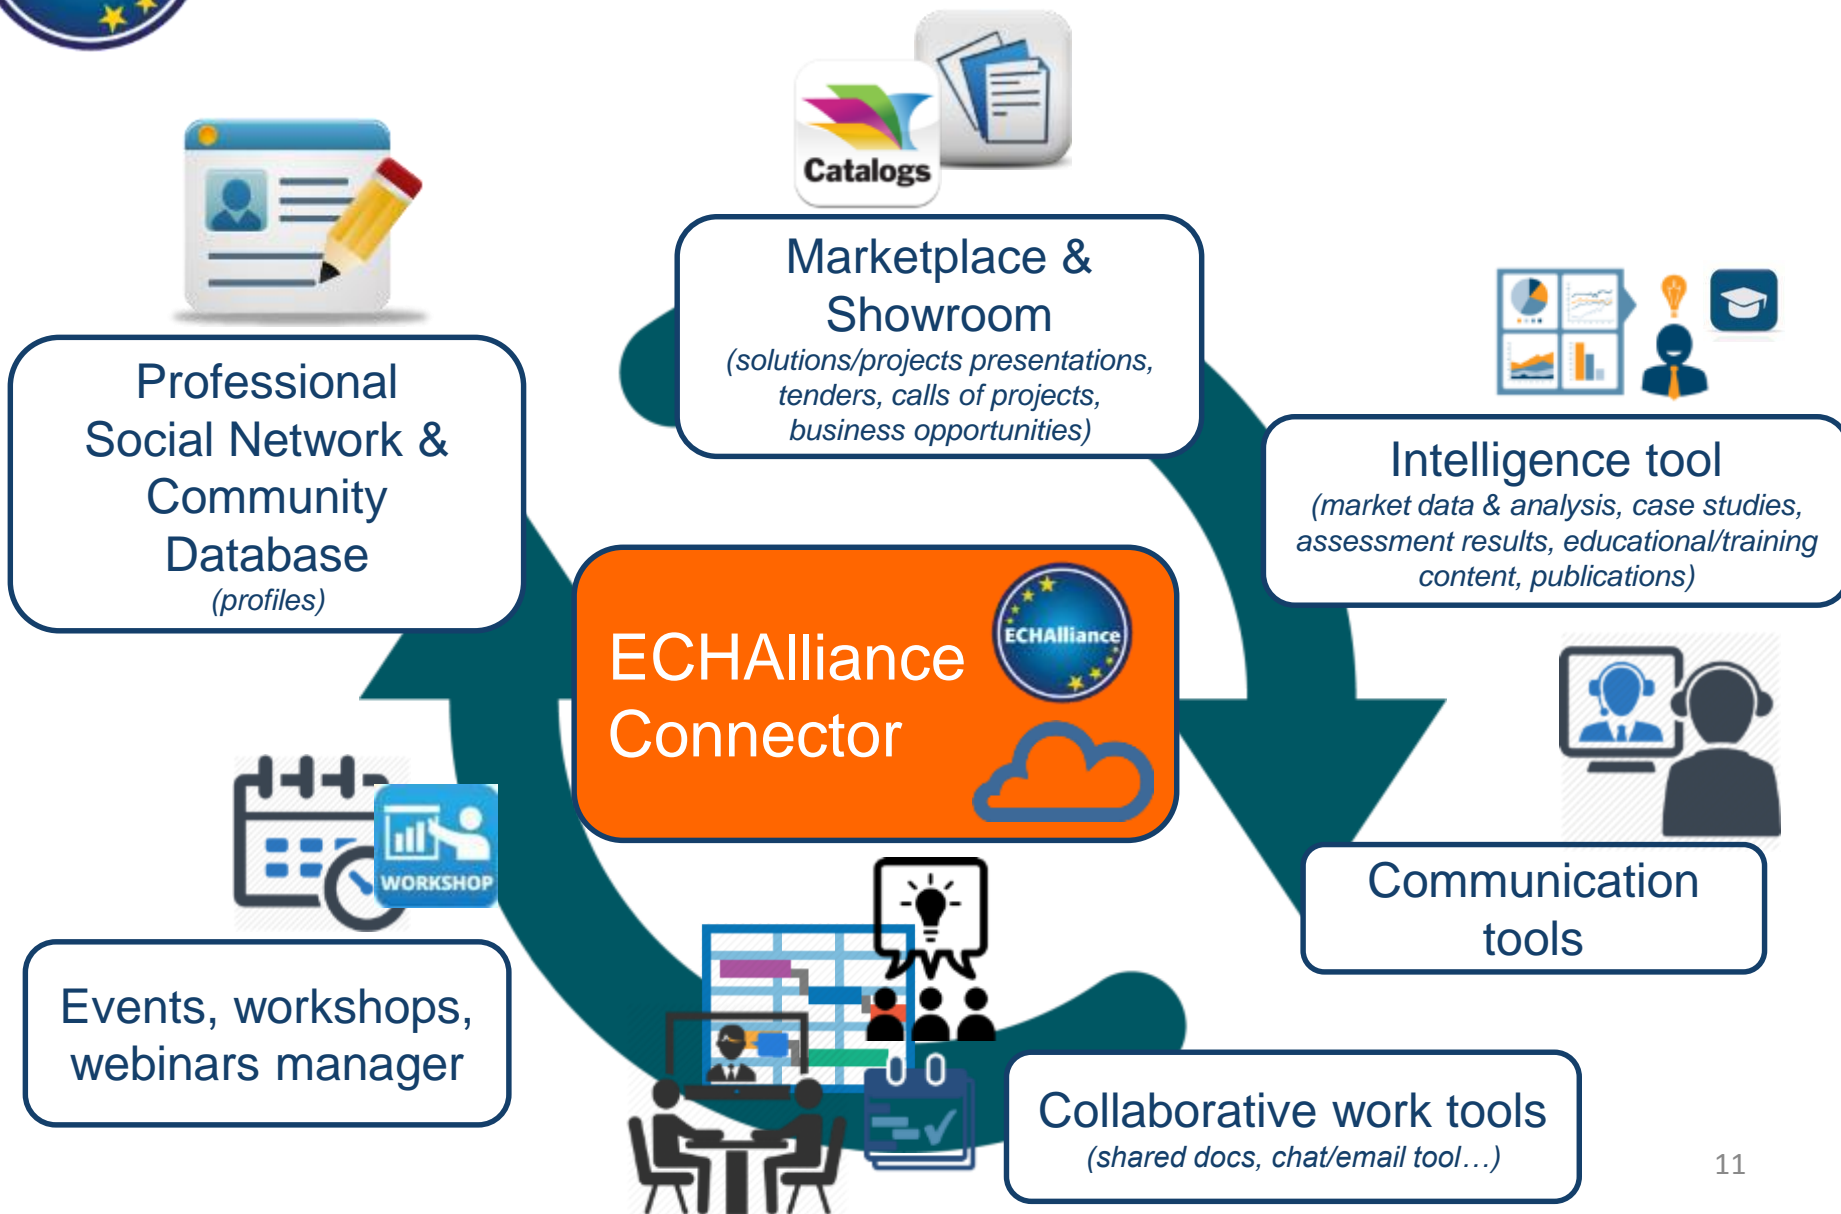 Catalogs
Marketplace &
Showroom
(solutions/projects presentations,
tenders, calls of projects,
business opportunities)
Professional
Social Network &
Community
Database
(profiles)
Intelligence tool
(market data & analysis, case studies,
assessment results, educational/training
content, publications)
ECHAlliance
Connector
ECHAlliance
WORKSHOP
Communication
tools
Events, workshops,
webinars manager
Collaborative work tools
(shared docs, chat/email tool…)
11